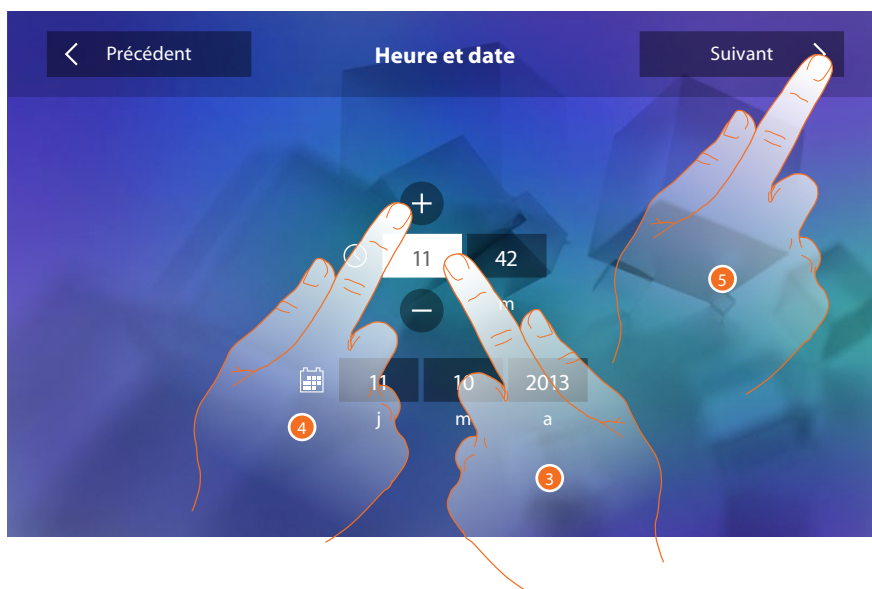 Précédent
Heure et date
Suivant
11
42
m
5
11
10
2013
j
m
a
4
3